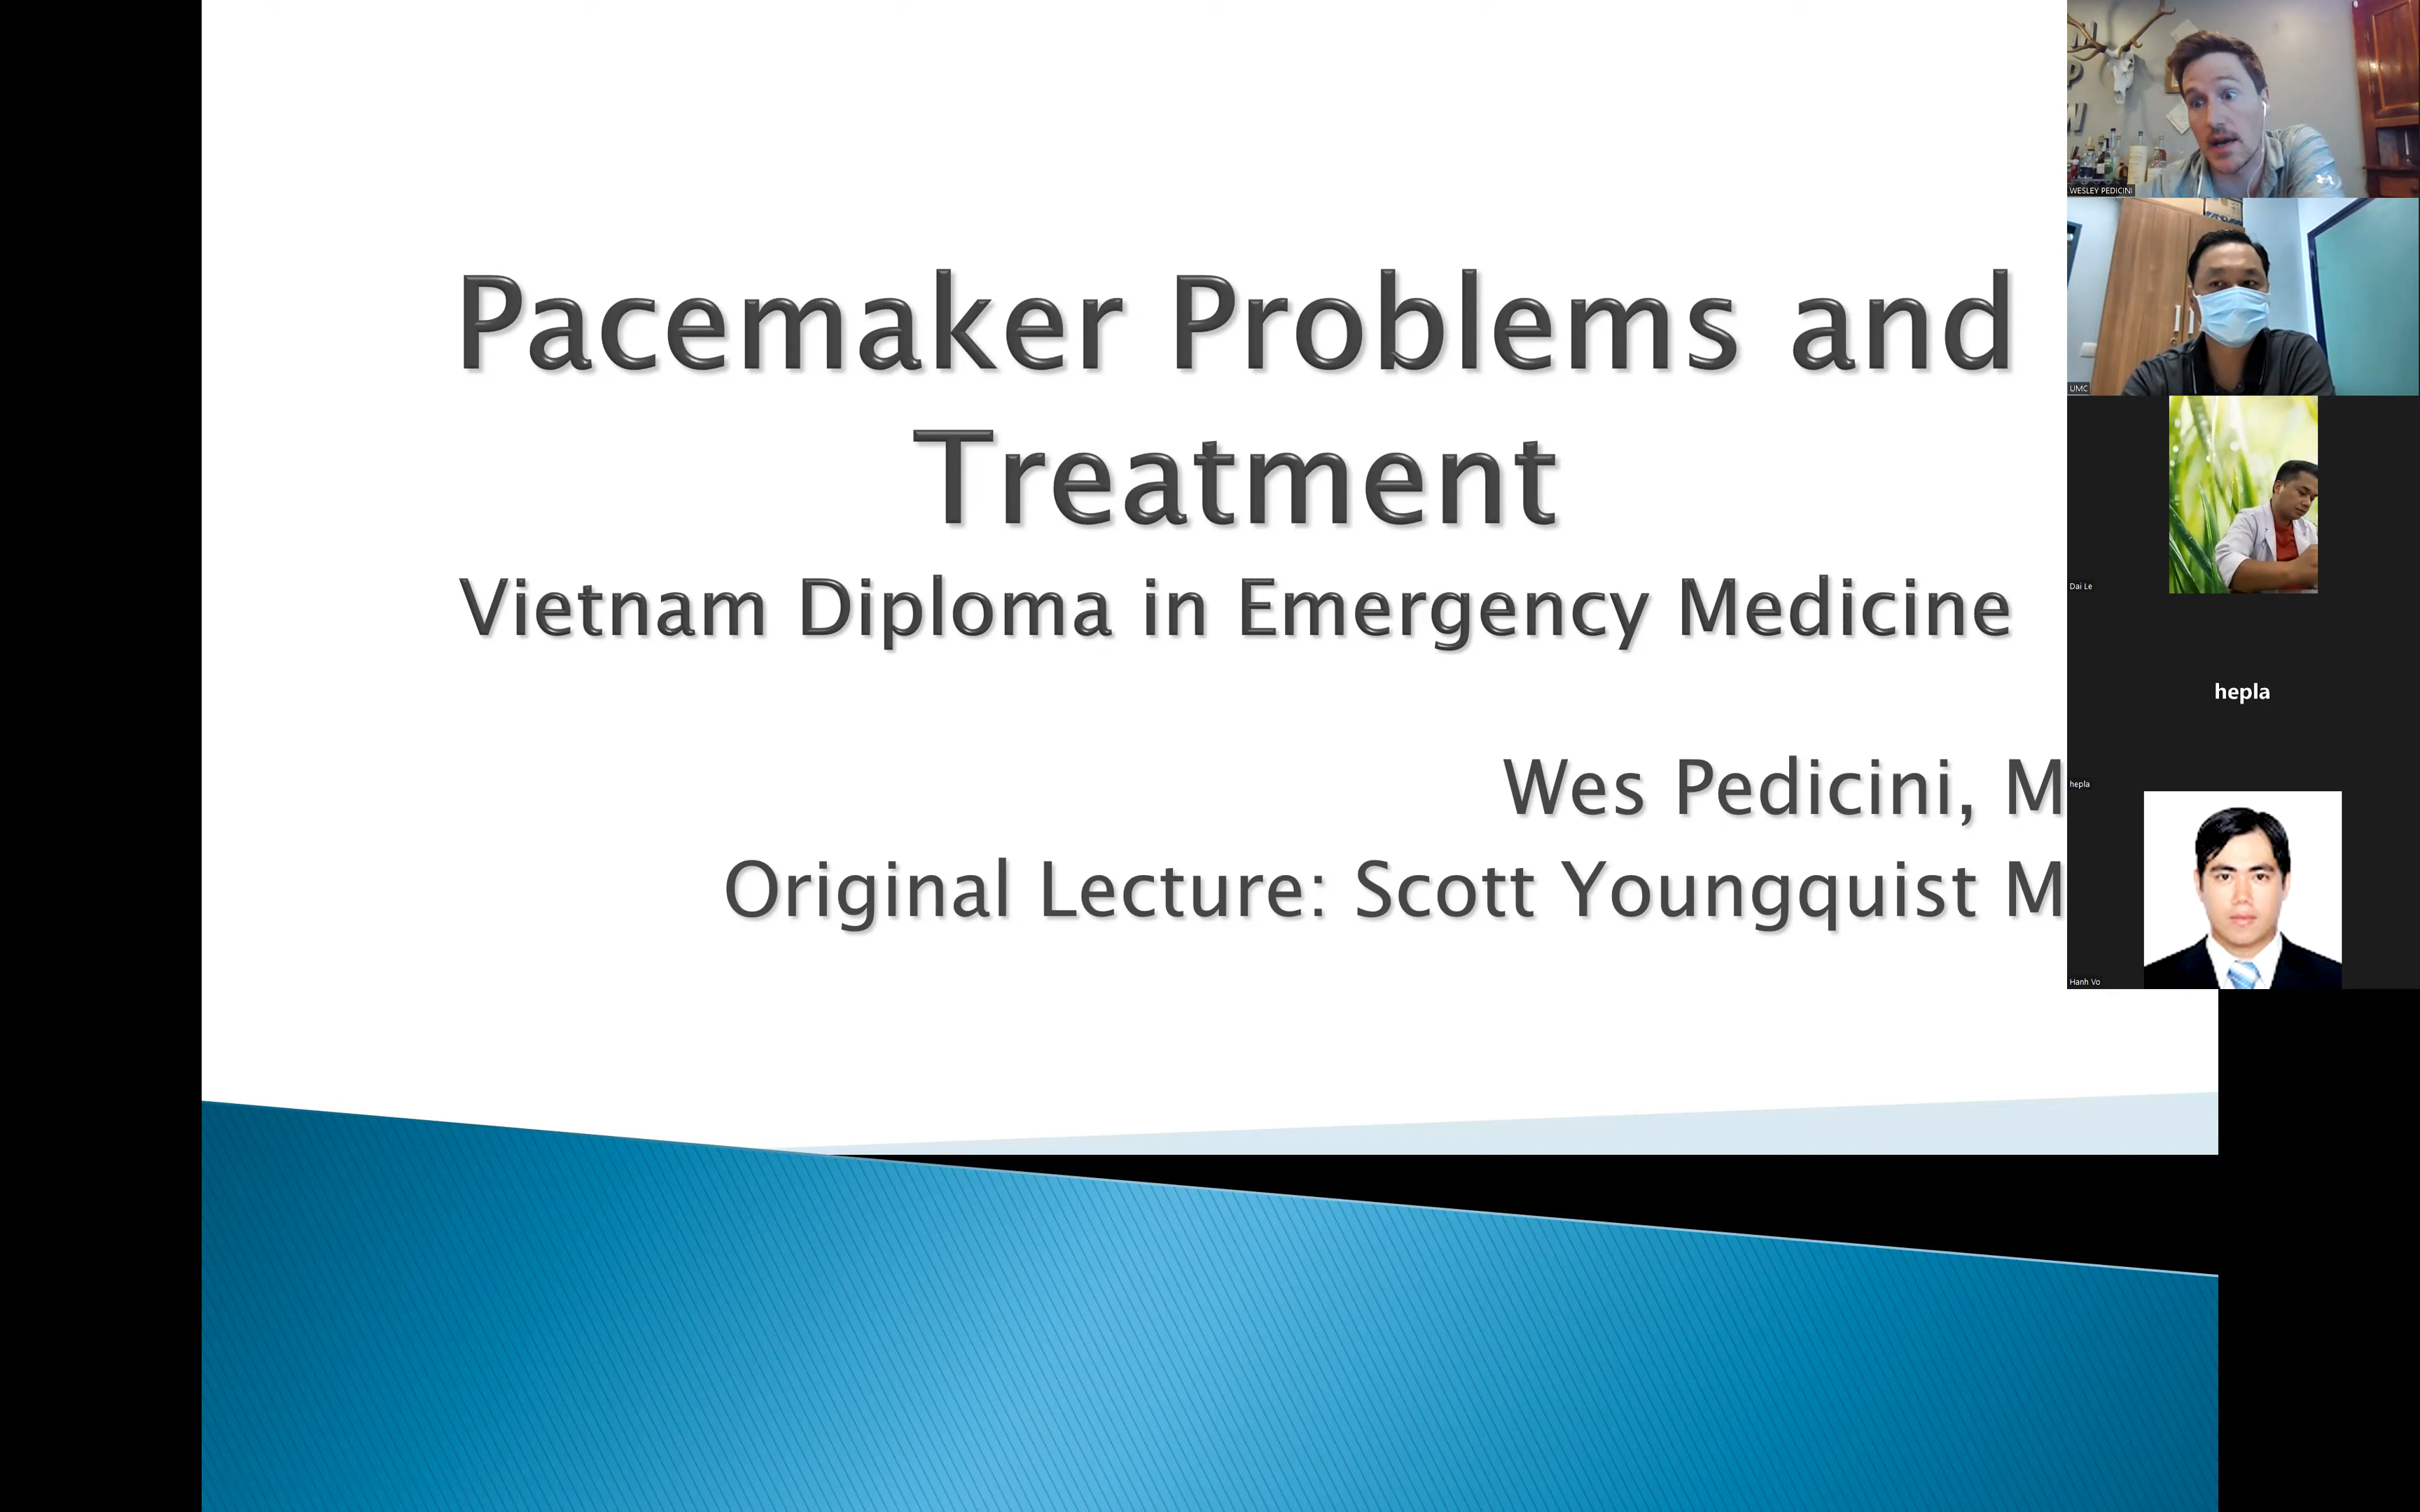 Pacemaker Problems and
Treatment
Vietnam Diploma in Emergency Medicine
Wes Pedicini, M
Original Lecture: Scott Youngquist M
WESLEY PEDICINI
UMC
Dai Le
hepla
hepla
Hanh Vo